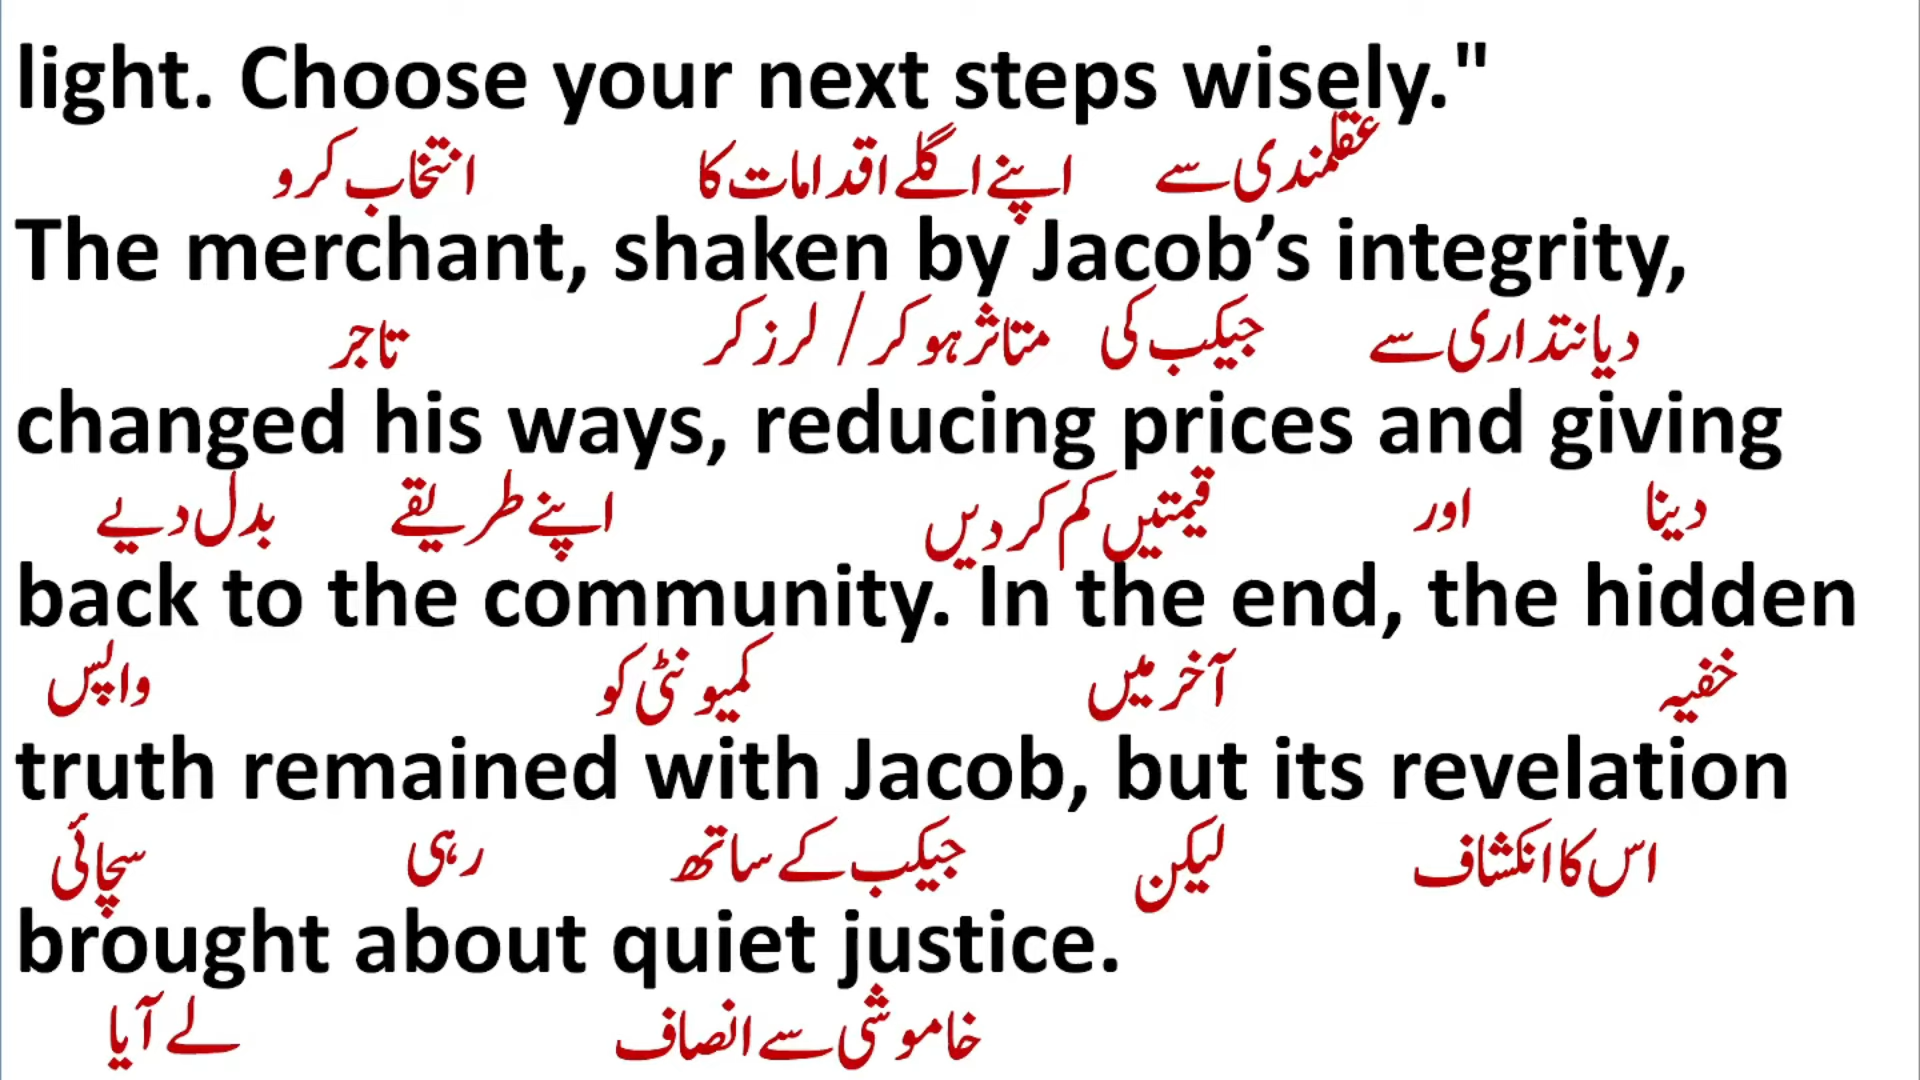 light. Choose your next steps wisely."
انتخاب کرو اپنے اگلے اقدامات کا عقلمندی سے
The merchant, shaken by Jacob’s integrity,
تاجر متاثر ہو کر / لرز کر جیکب کی دیانتداری سے
changed his ways, reducing prices and giving
بدل دیے اپنے طریقے قیمتیں کم کر دیں اور دینا
back to the community. In the end, the hidden
واپس کمیونٹی کو آخر میں خفیہ
truth remained with Jacob, but its revelation
سچائی رہی جیکب کے ساتھ لیکن اس کا انکشاف
brought about quiet justice.
لے آیا خاموشی سے انصاف